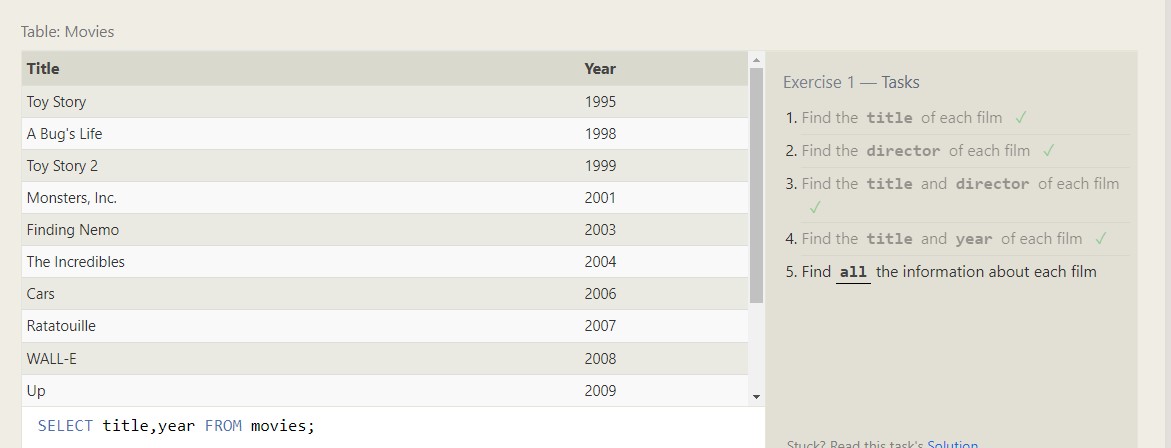 Table: Movies
Title Year
Toy Story 1995
A Bug's Life 1998
Toy Story 2 1999
Monsters, Inc. 2001
Finding Nemo 2003
The Incredibles 2004
Cars 2006
Ratatouille 2007
WALL-E 2008
Up 2009
SELECT title,year FROM movies;
Exercise 1 — Tasks
1. Find the title of each film ✓
2. Find the director of each film ✓
3. Find the title and director of each film
✓
4. Find the title and year of each film ✓
5. Find all the information about each film
Stuck? Read this task's Solution